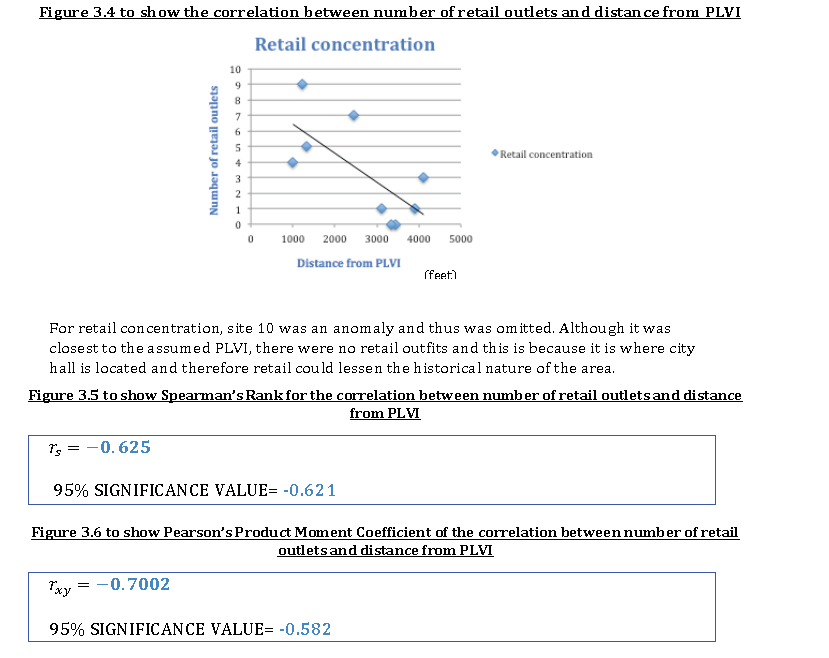 Figure 3.4 to show the correlation between number of retail outlets and distance from PLVI
Retail concentration
Number of retail outlets
10
9
8
7
6
5
4
3
2
1
0
0 1000 2000 3000 4000 5000
Retail concentration
Distance from PLVI
(feet)
For retail concentration, site 10 was an anomaly and thus was omitted. Although it was
closest to the assumed PLVI, there were no retail outfits and this is because it is where city
hall is located and therefore retail could lessen the historical nature of the area.
Figure 3.5 to show Spearman's Rank for the correlation between number of retail outlets and distance
from PLVI
rₛ = −0.625
95% SIGNIFICANCE VALUE= -0.621
Figure 3.6 to show Pearson's Product Moment Coefficient of the correlation between number of retail
outlets and distance from PLVI
rxy = −0.7002
95% SIGNIFICANCE VALUE= -0.582